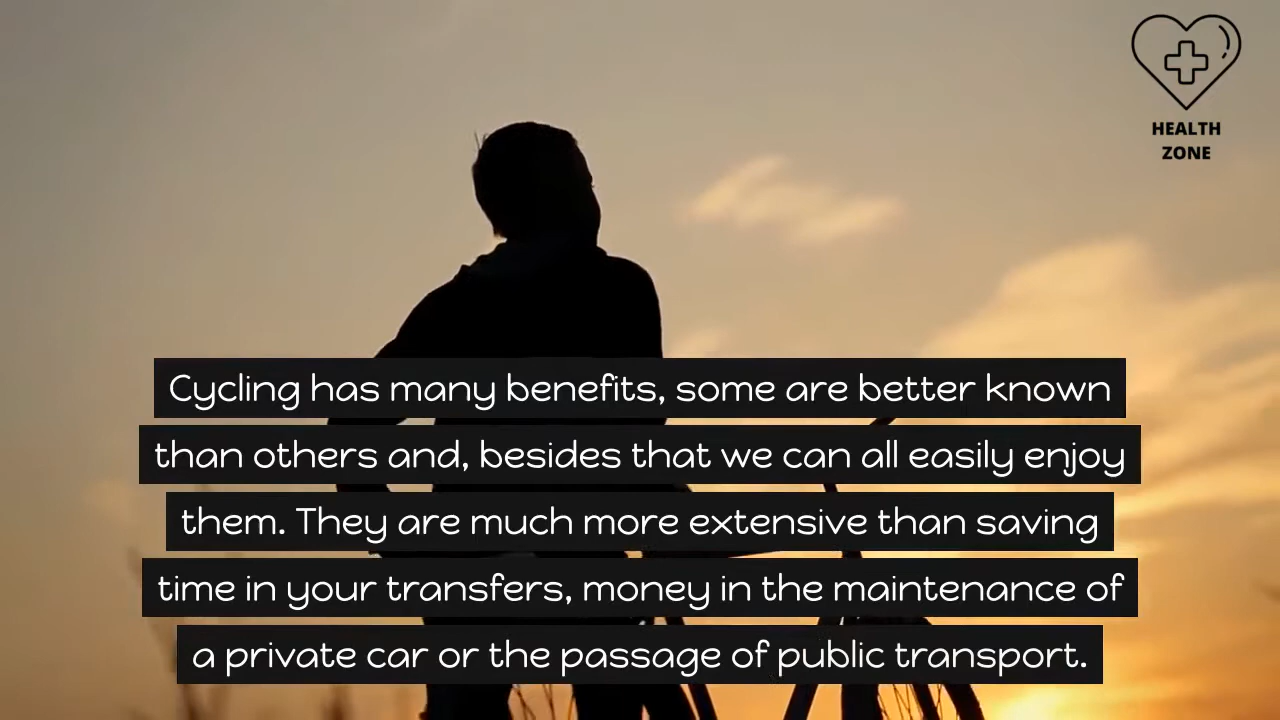 HEALTH
ZONE
Cycling has many benefits, some are better known
than others and, besides that we can all easily enjoy
them. They are much more extensive than saving
time in your transfers, money in the maintenance of
a private car or the passage of public transport.